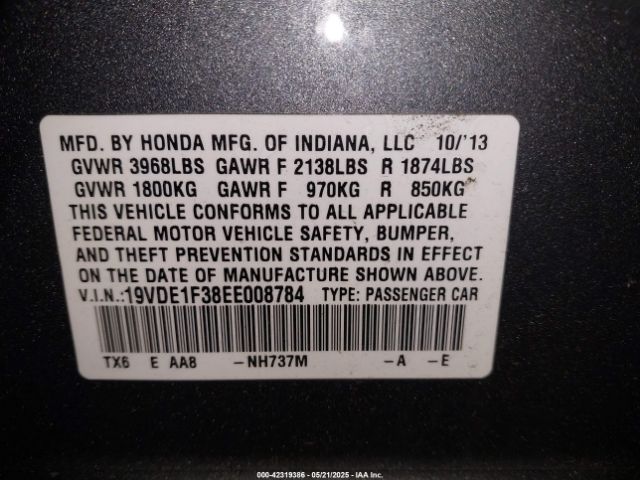 MFD. BY HONDA MFG. OF INDIANA, LLC 10/'13
GVWR 3968LBS GAWR F 2138LBS R 1874LBS
GVWR 1800KG GAWR F 970KG R 850KG
THIS VEHICLE CONFORMS TO ALL APPLICABLE
FEDERAL MOTOR VEHICLE SAFETY, BUMPER,
AND THEFT PREVENTION STANDARDS IN EFFECT
ON THE DATE OF MANUFACTURE SHOWN ABOVE.
V.I.N.:19VDE1F38EE008784 TYPE: PASSENGER CAR
TX6 E AA8 -NH737M -A -E
000-42319386 - 05/21/2025 - IAA Inc.